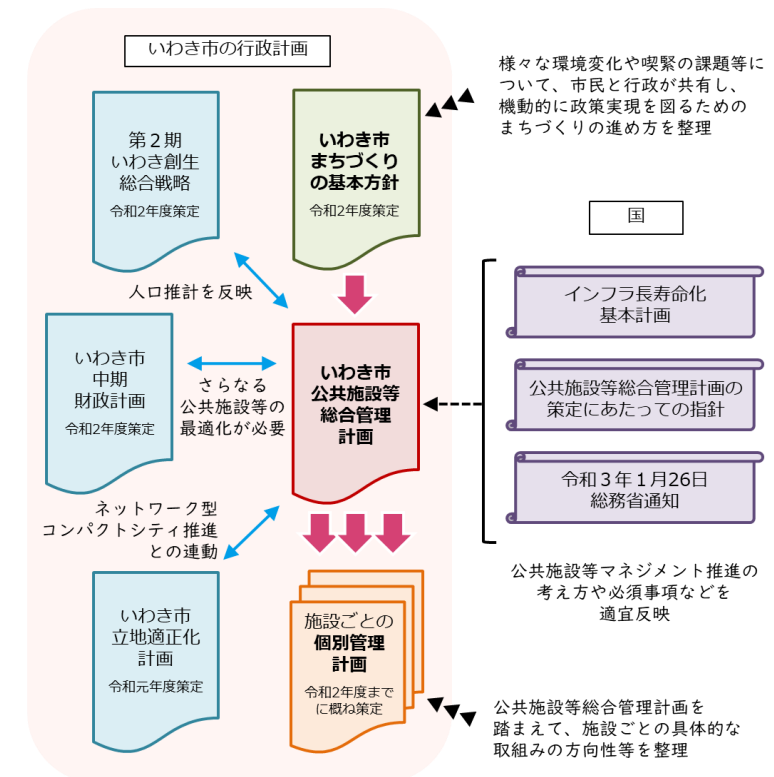 いわき市の行政計画
様々な環境変化や喫緊の課題等に
ついて、市民と行政が共有し、
機動的に政策実現を図るための
まちづくりの進め方を整理
第2期
いわき創生
総合戦略
令和2年度策定
いわき市
まちづくり
の基本方針
令和2年度策定
国
人口推計を反映
インフラ長寿命化
基本計画
いわき市
中期
財政計画
令和2年度策定
さらなる
公共施設等の
最適化が必要
いわき市
公共施設等
総合管理
計画
公共施設等総合管理計画の
策定にあたっての指針
令和3年1月26日
総務省通知
ネットワーク型
コンパクトシティ推進
との連動
公共施設等マネジメント推進の
考え方や必須事項などを
適宜反映
いわき市
立地適正化
計画
令和元年度策定
施設ごとの
個別管理
計画
令和2年度まで
に概ね策定
公共施設等総合管理計画を
踏まえて、施設ごとの具体的な
取組みの方向性等を整理